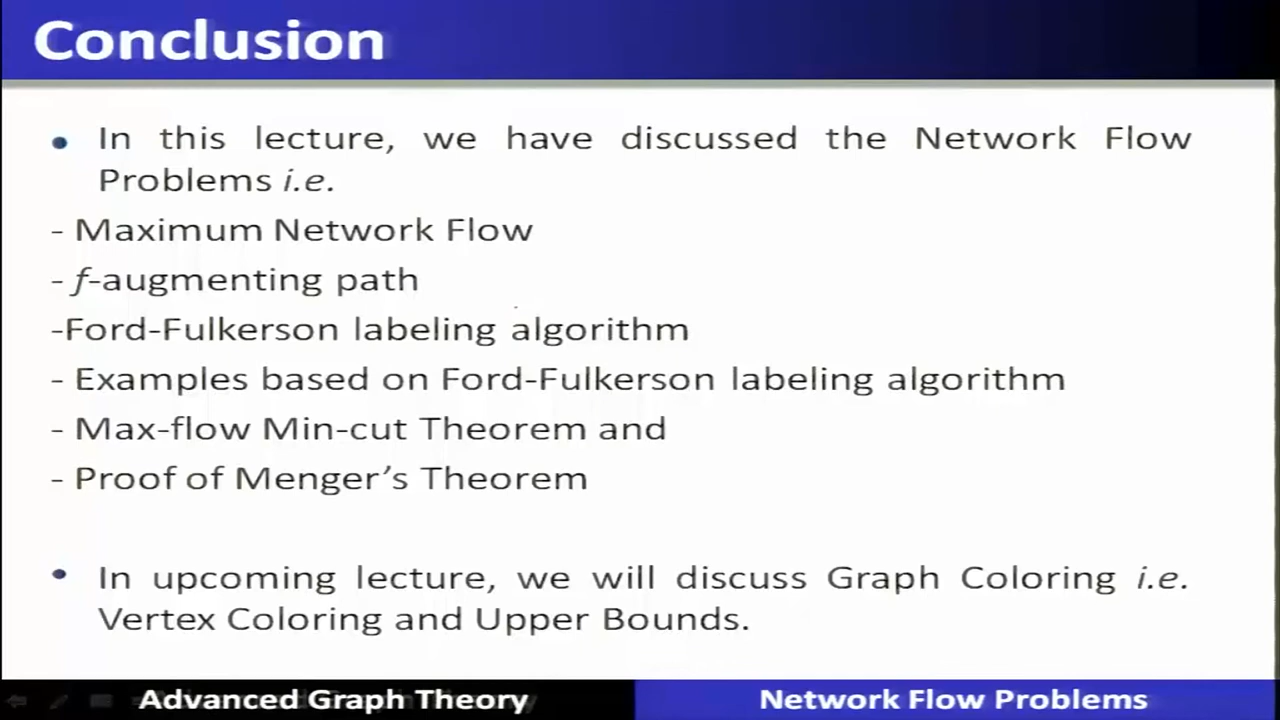 Conclusion
• In this lecture, we have discussed the Network Flow
Problems i.e.
- Maximum Network Flow
- f-augmenting path
-Ford-Fulkerson labeling algorithm
- Examples based on Ford-Fulkerson labeling algorithm
- Max-flow Min-cut Theorem and
- Proof of Menger’s Theorem
• In upcoming lecture, we will discuss Graph Coloring i.e.
Vertex Coloring and Upper Bounds.
Advanced Graph Theory
Network Flow Problems